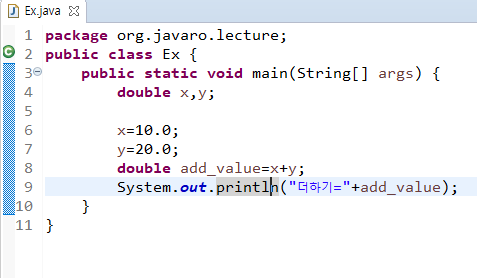 Ex.java
1 package org.javaro.lecture;
2 public class Ex {
3 public static void main(String[] args) {
4 double x,y;
5
6 x=10.0;
7 y=20.0;
8 double add_value=x+y;
9 System.out.println("더하기="+add_value);
10 }
11 }